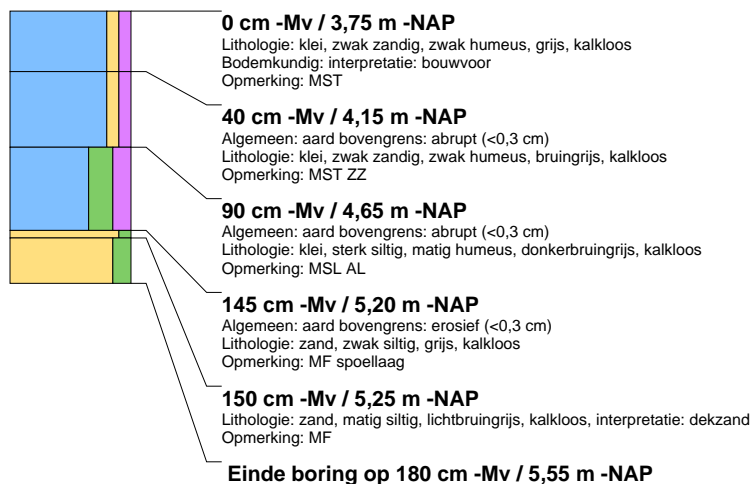 0 cm -Mv / 3,75 m -NAP
Lithologie: klei, zwak zandig, zwak humeus, grijs, kalkloos
Bodemkundig: interpretatie: bouwvoor
Opmerking: MST
40 cm -Mv / 4,15 m -NAP
Algemeen: aard bovengrens: abrupt (<0,3 cm)
Lithologie: klei, zwak zandig, zwak humeus, bruingrijs, kalkloos
Opmerking: MST ZZ
90 cm -Mv / 4,65 m -NAP
Algemeen: aard bovengrens: abrupt (<0,3 cm)
Lithologie: klei, sterk siltig, matig humeus, donkerbruingrijs, kalkloos
Opmerking: MSL AL
145 cm -Mv / 5,20 m -NAP
Algemeen: aard bovengrens: erosief (<0,3 cm)
Lithologie: zand, zwak siltig, grijs, kalkloos
Opmerking: MF spoellaag
150 cm -Mv / 5,25 m -NAP
Lithologie: zand, matig siltig, lichtbruingrijs, kalkloos, interpretatie: dekzand
Opmerking: MF
Einde boring op 180 cm -Mv / 5,55 m -NAP